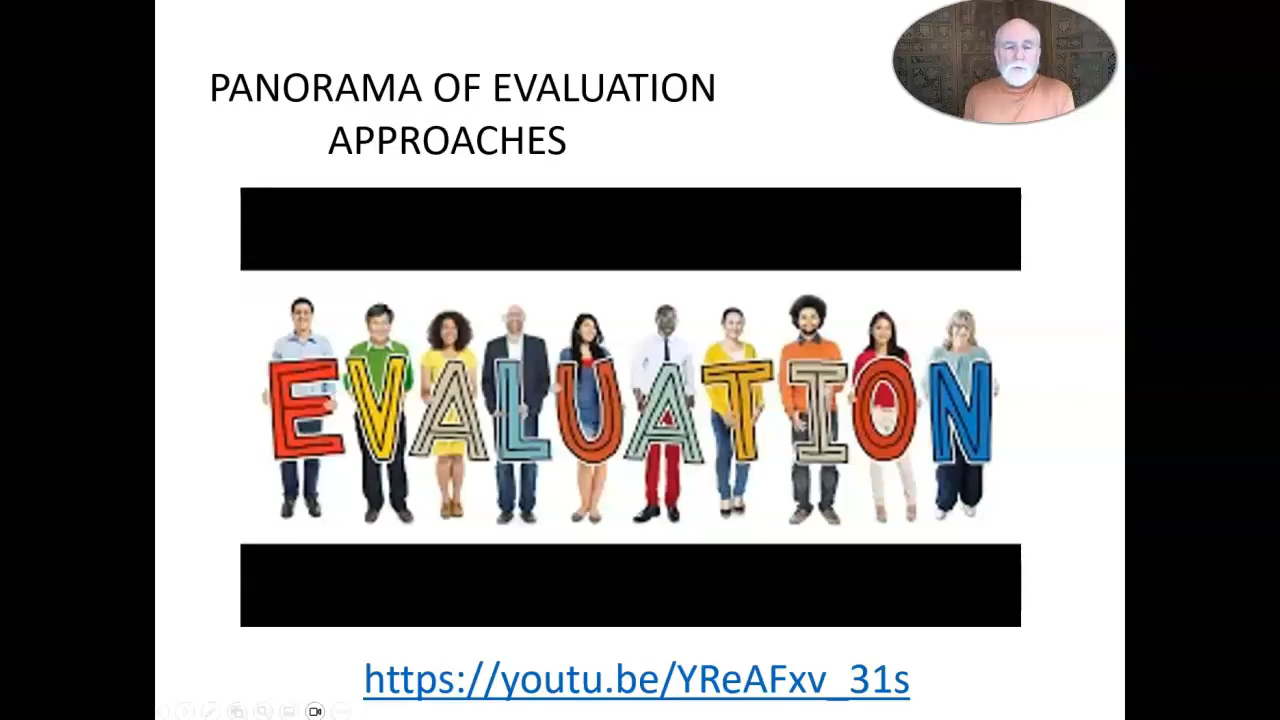 PANORAMA OF EVALUATION
APPROACHES
EVALUATION
https://youtu.be/YReAFxv_31s